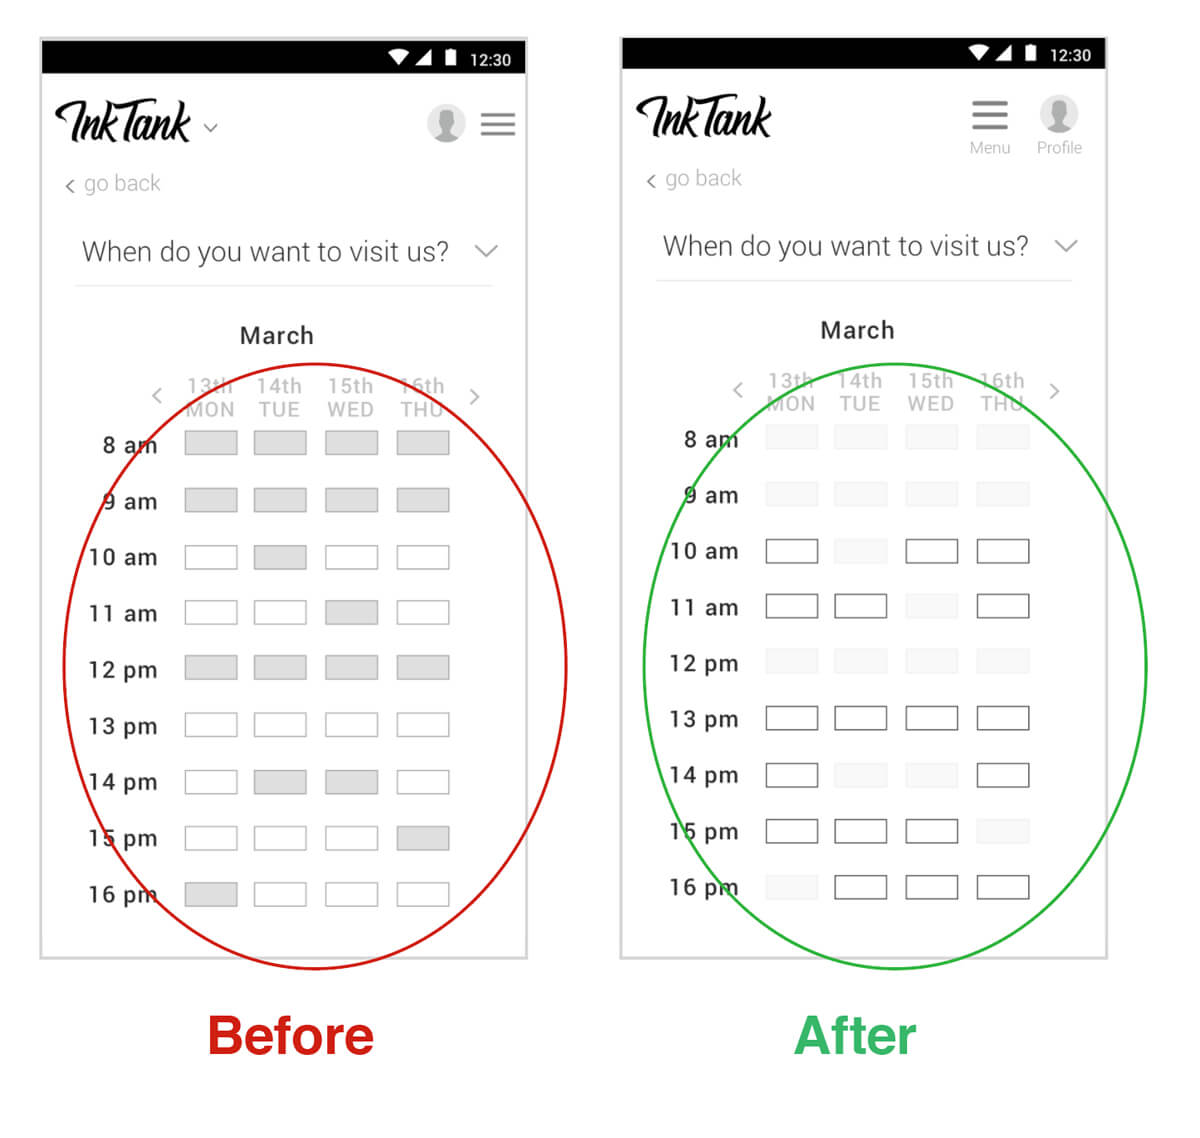 12:30
InkTank
go back
When do you want to visit us?
March
13th 14th 15th 16th
MON TUE WED THU
8 am
9 am
10 am
11 am
12 pm
13 pm
14 pm
15 pm
16 pm
Before
12:30
InkTank
Menu Profile
go back
When do you want to visit us?
March
13th 14th 15th 16th
MON TUE WED THU
8 am
9 am
10 am
11 am
12 pm
13 pm
14 pm
15 pm
16 pm
After